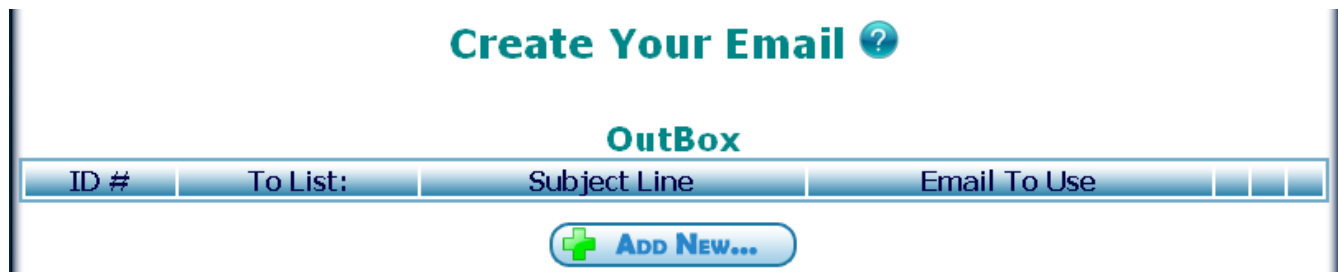 Create Your Email ?
OutBox
ID # To List: Subject Line Email To Use
Add New...